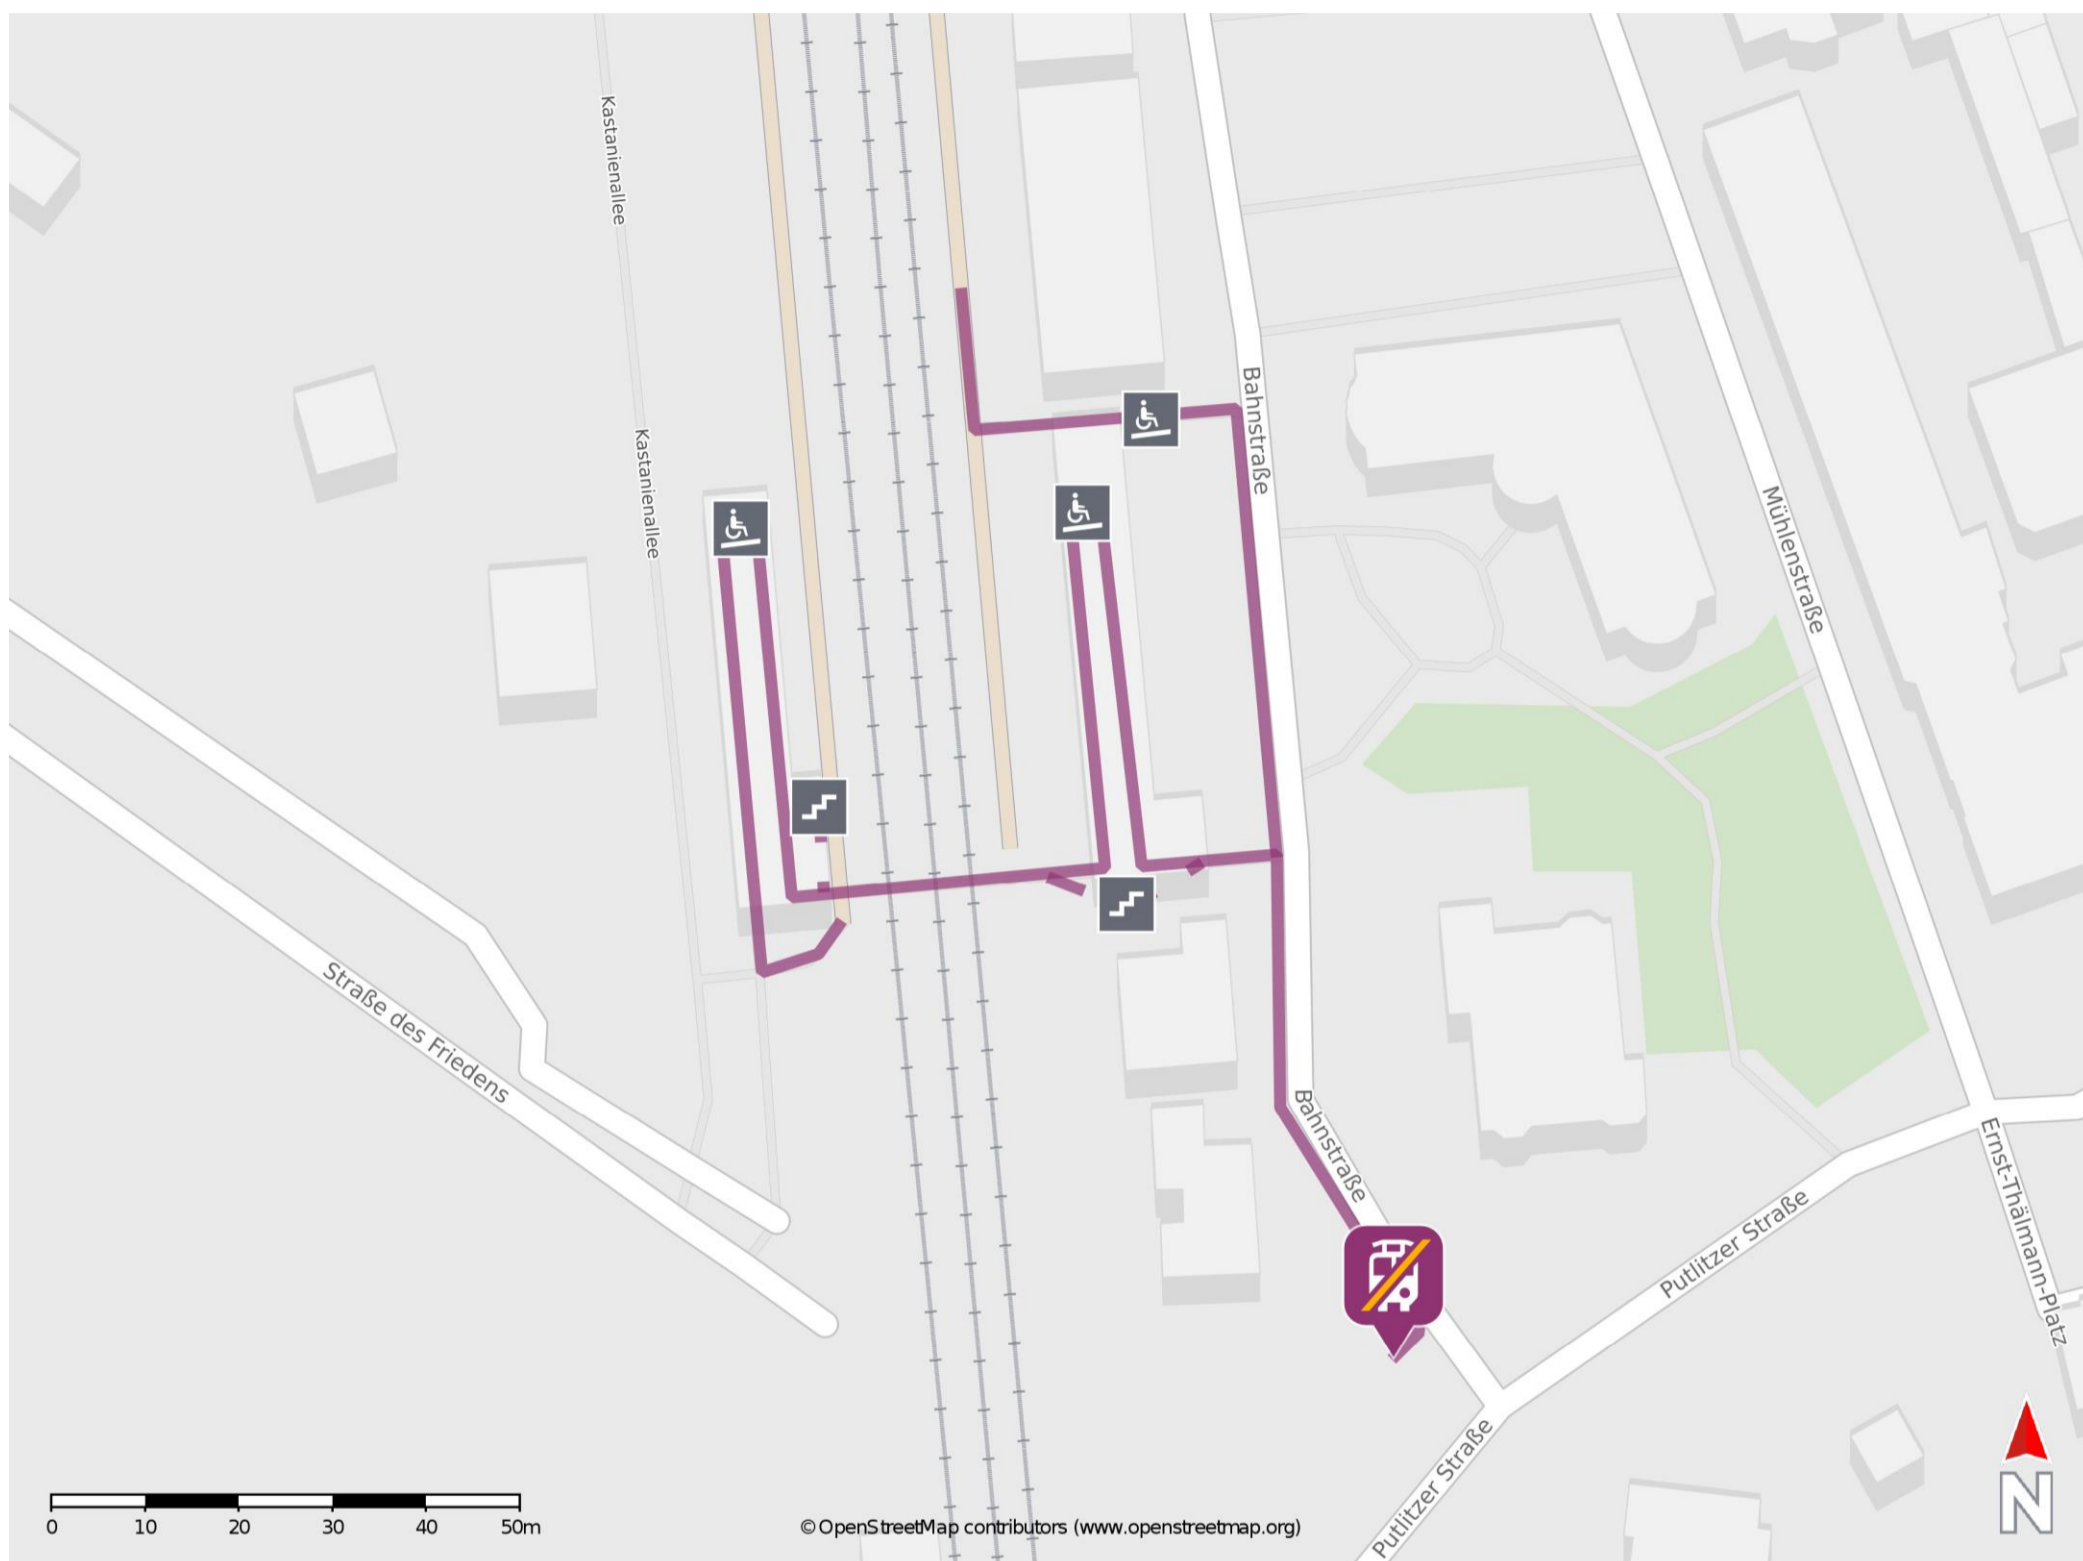 Kastanienallee
Bahnstraße
Kastanienallee
Mühlenstraße
Straße des Friedens
Bahnstraße
Putlitzer Straße
Ernst-Thälmann-Platz
Putlitzer Straße
N
0 10 20 30 40 50m
© OpenStreetMap contributors (www.openstreetmap.org)